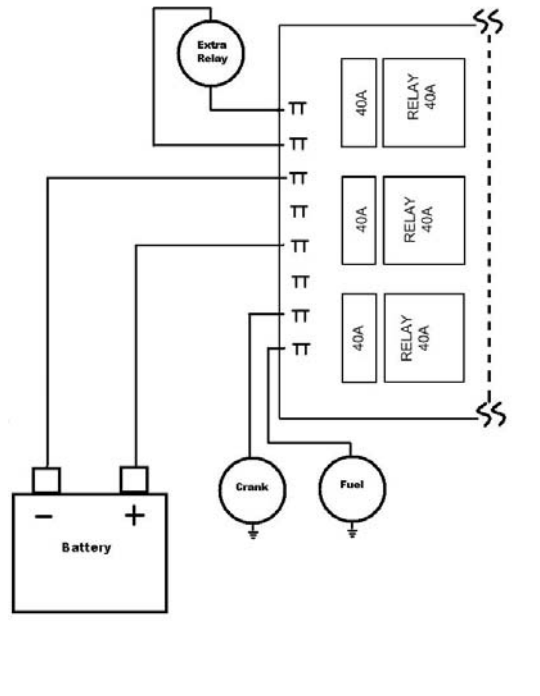 Extra
Relay
40A
RELAY
40A
40A
RELAY
40A
40A
RELAY
40A
Crank
Fuel
− +
Battery